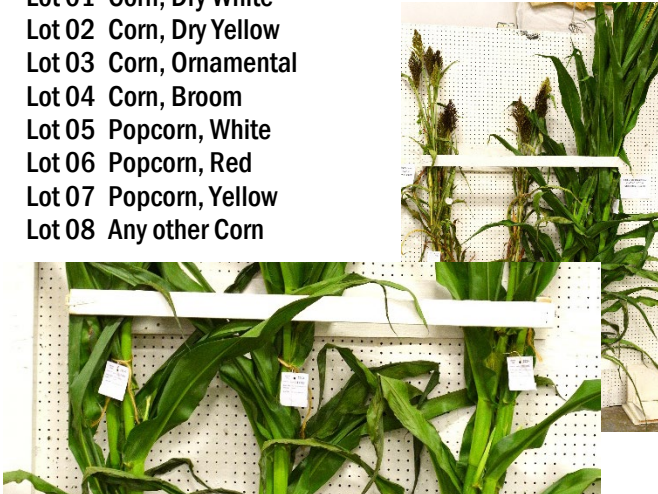 Lot 01 Corn, Dry White
Lot 02 Corn, Dry Yellow
Lot 03 Corn, Ornamental
Lot 04 Corn, Broom
Lot 05 Popcorn, White
Lot 06 Popcorn, Red
Lot 07 Popcorn, Yellow
Lot 08 Any other Corn